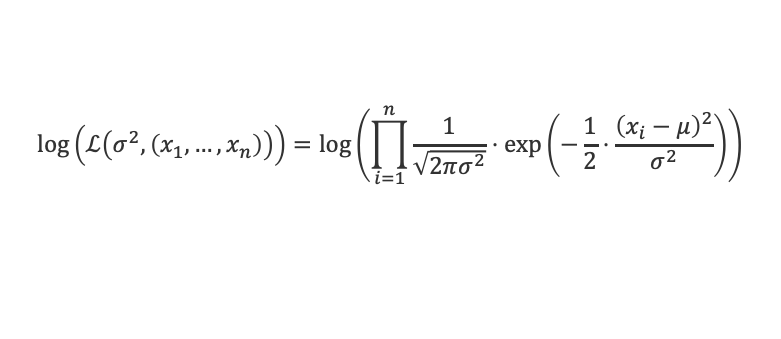 log(ℒ(σ², (x₁, …, xₙ))) = log(∏ᵢ₌₁ⁿ 1/√(2πσ²) · exp(−1/2 · (xᵢ − μ)²/σ²))